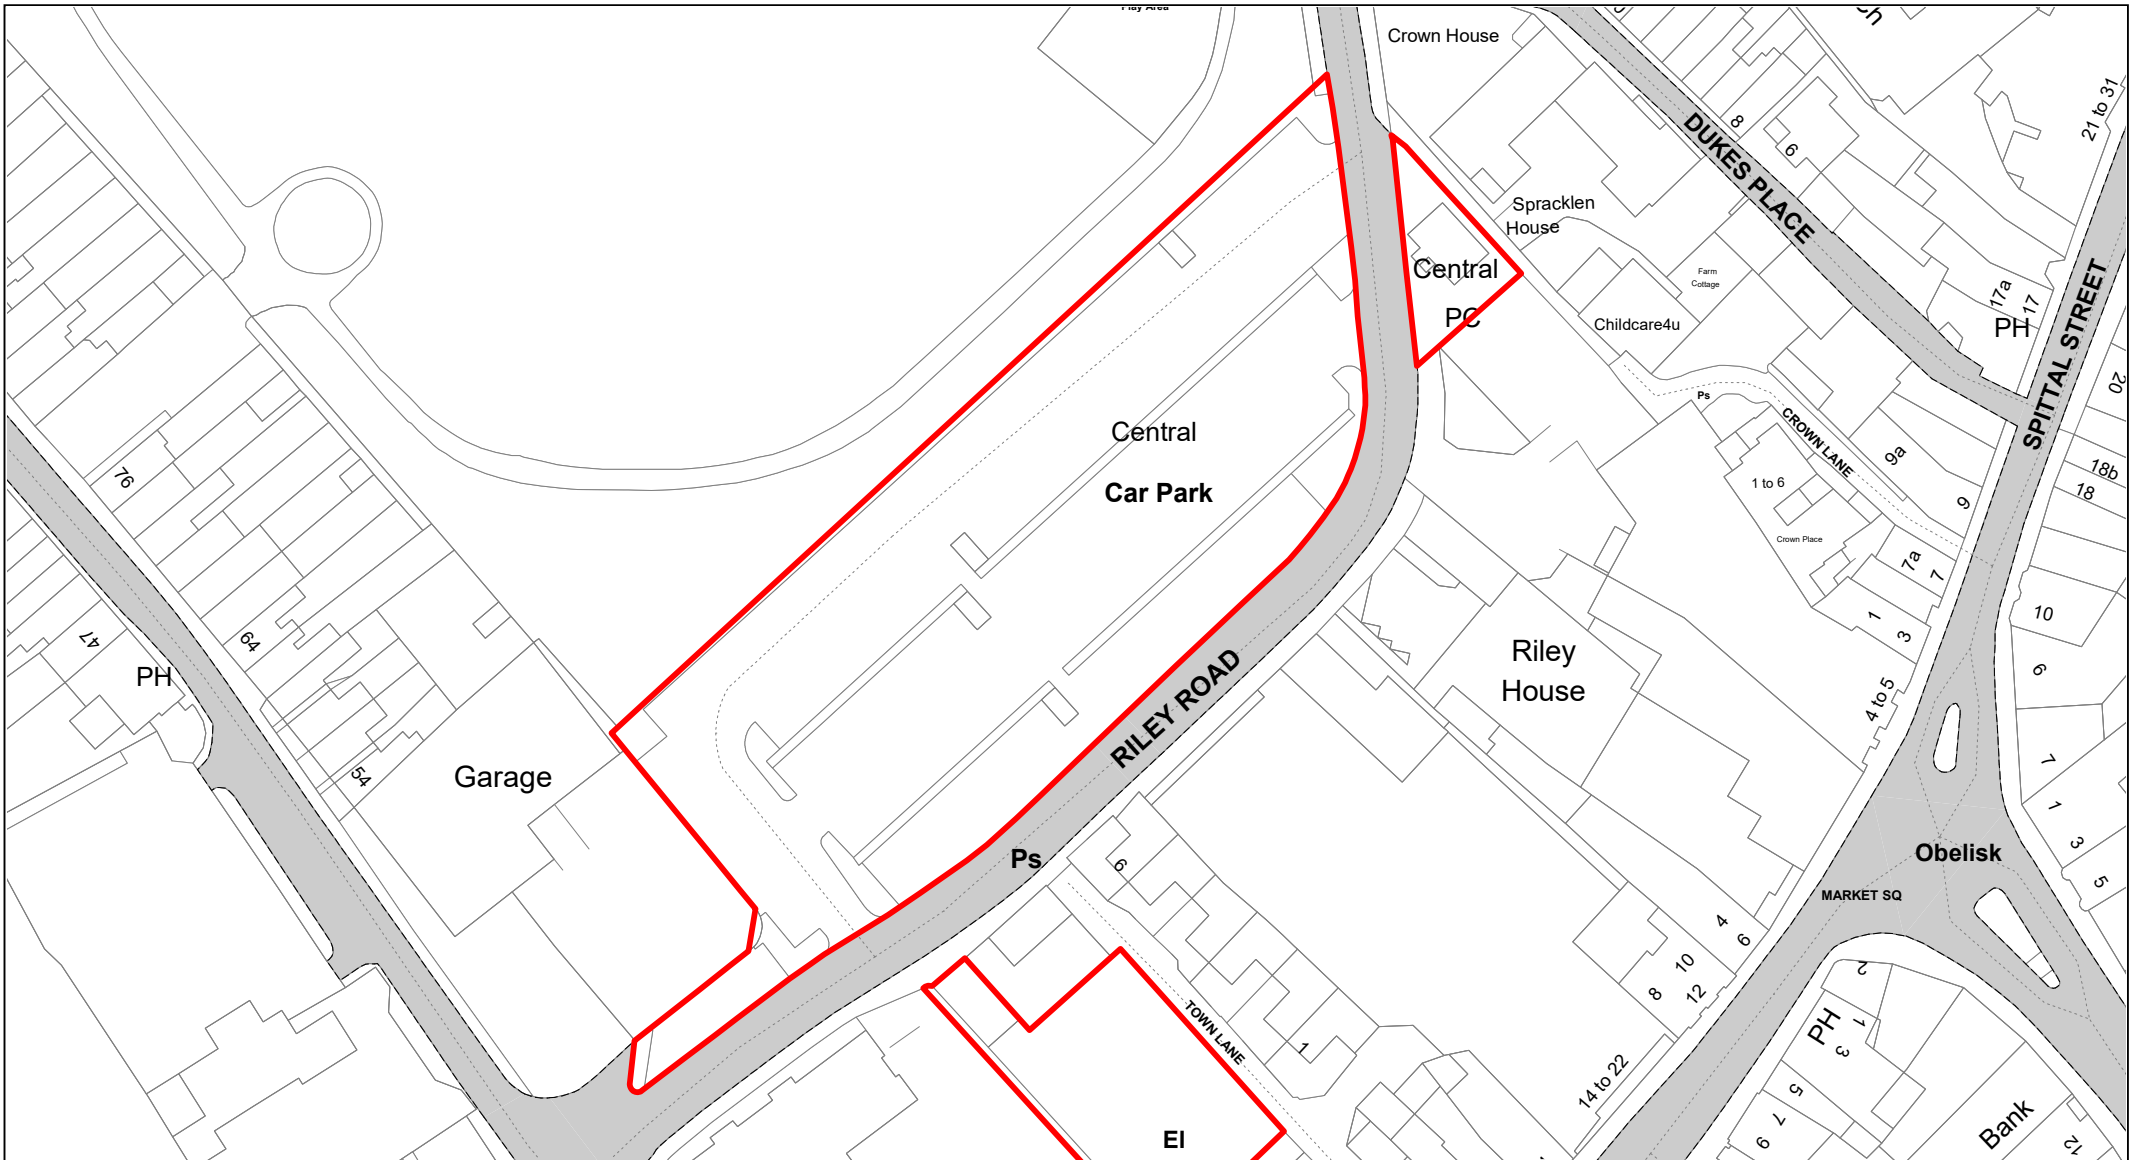 Play Area
Crown House
Ch
21 to 31
8
6
DUKES PLACE
Spracklen
House
Central
PC
Farm
Cottage
Childcare4u
17a
17
PH
SPITTAL STREET
20
Ps
CROWN LANE
9a
9
18b
18
1 to 6
Crown Place
7a
7
1
3
10
6
Central
Car Park
76
64
47
PH
54
Garage
RILEY ROAD
Riley
House
4 to 5
7
1
3
5
Obelisk
MARKET SQ
Ps
6
4
6
10
8
12
TOWN LANE
1
14 to 22
2
PH
1
3
5
7
9
Bank
12
El